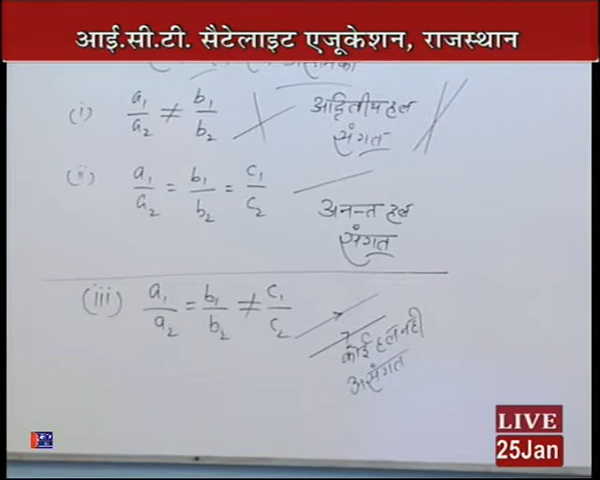 आई.सी.टी. सैटेलाइट एजूकेशन, राजस्थान
(i) a₁/a₂ ≠ b₁/b₂ अद्वितीय हल
संगत
(ii) a₁/a₂ = b₁/b₂ = c₁/c₂ अनन्त हल
संगत
(iii) a₁/a₂ = b₁/b₂ ≠ c₁/c₂ कोई हल नही
असंगत
LIVE
25Jan